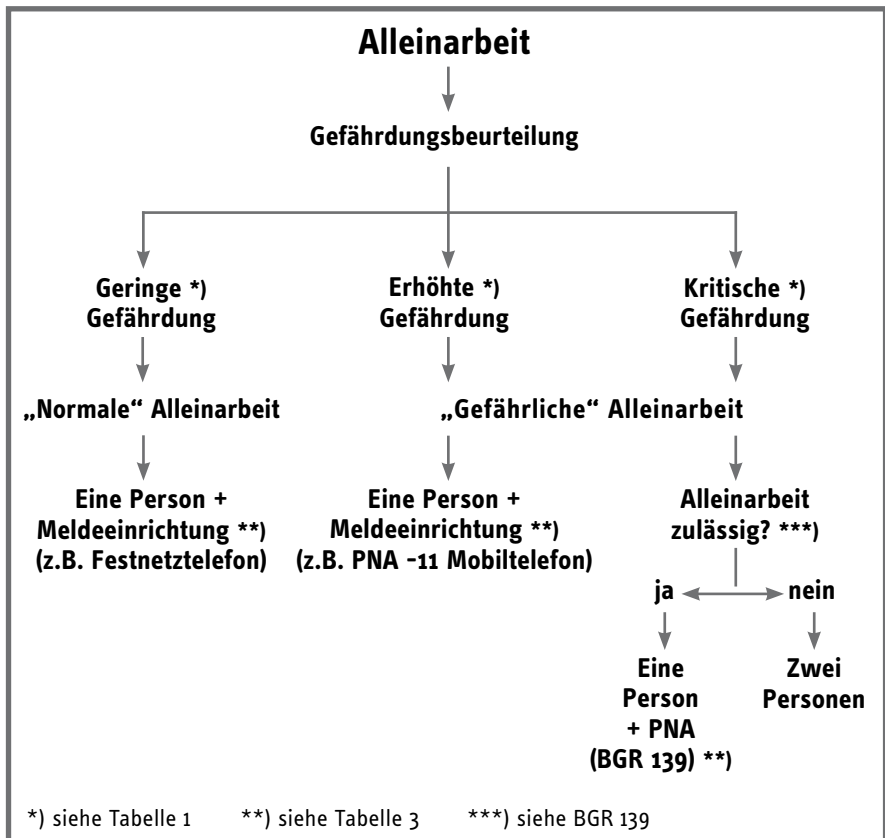 Alleinarbeit
Gefährdungsbeurteilung
Geringe *)
Gefährdung
Erhöhte *)
Gefährdung
Kritische *)
Gefährdung
„Normale“ Alleinarbeit
„Gefährliche“ Alleinarbeit
Eine Person +
Meldeeinrichtung **)
(z.B. Festnetztelefon)
Eine Person +
Meldeeinrichtung **)
(z.B. PNA -11 Mobiltelefon)
Alleinarbeit
zulässig? ***)
ja
nein
Eine
Person
+ PNA
(BGR 139) **)
Zwei
Personen
*) siehe Tabelle 1 **) siehe Tabelle 3 ***) siehe BGR 139